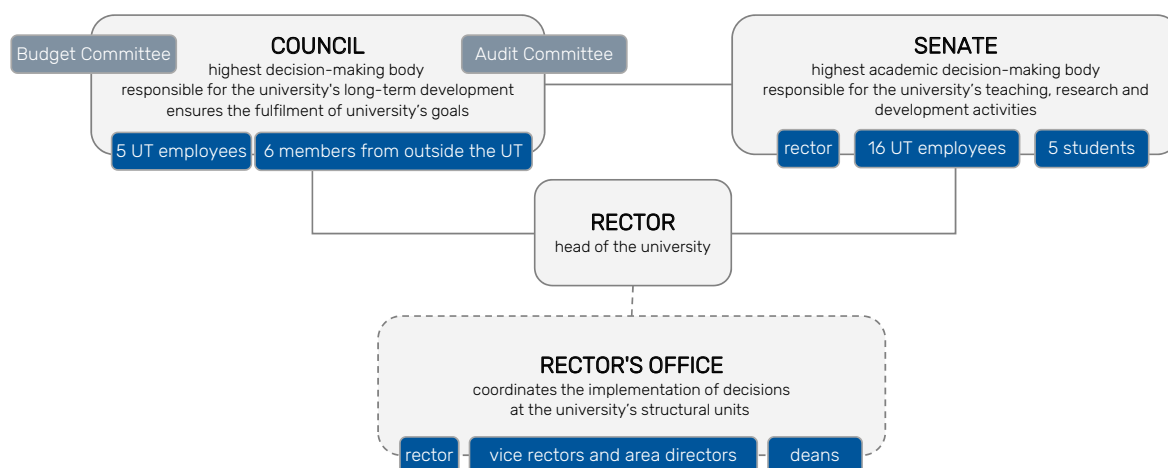 Budget Committee
COUNCIL
Audit Committee
highest decision-making body
responsible for the university's long-term development
ensures the fulfilment of university’s goals
5 UT employees
6 members from outside the UT
SENATE
highest academic decision-making body
responsible for the university’s teaching, research and
development activities
rector
16 UT employees
5 students
RECTOR
head of the university
RECTOR'S OFFICE
coordinates the implementation of decisions
at the university’s structural units
rector
vice rectors and area directors
deans